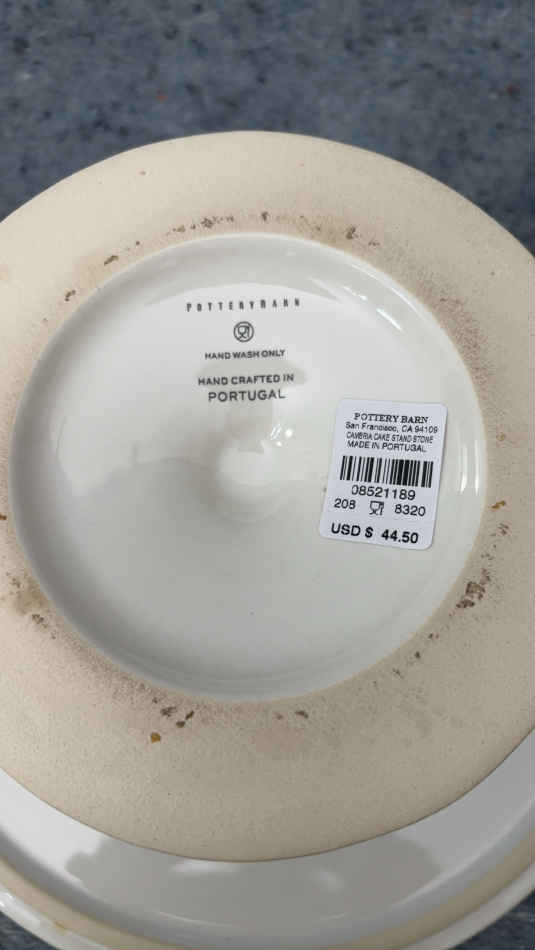 POTTERYBARN
HAND WASH ONLY
HAND CRAFTED IN
PORTUGAL
POTTERY BARN
San Francisco, CA 94109
CAMBRIA CAKE STAND STONE
MADE IN PORTUGAL
08521189
208 8320
USD $ 44.50